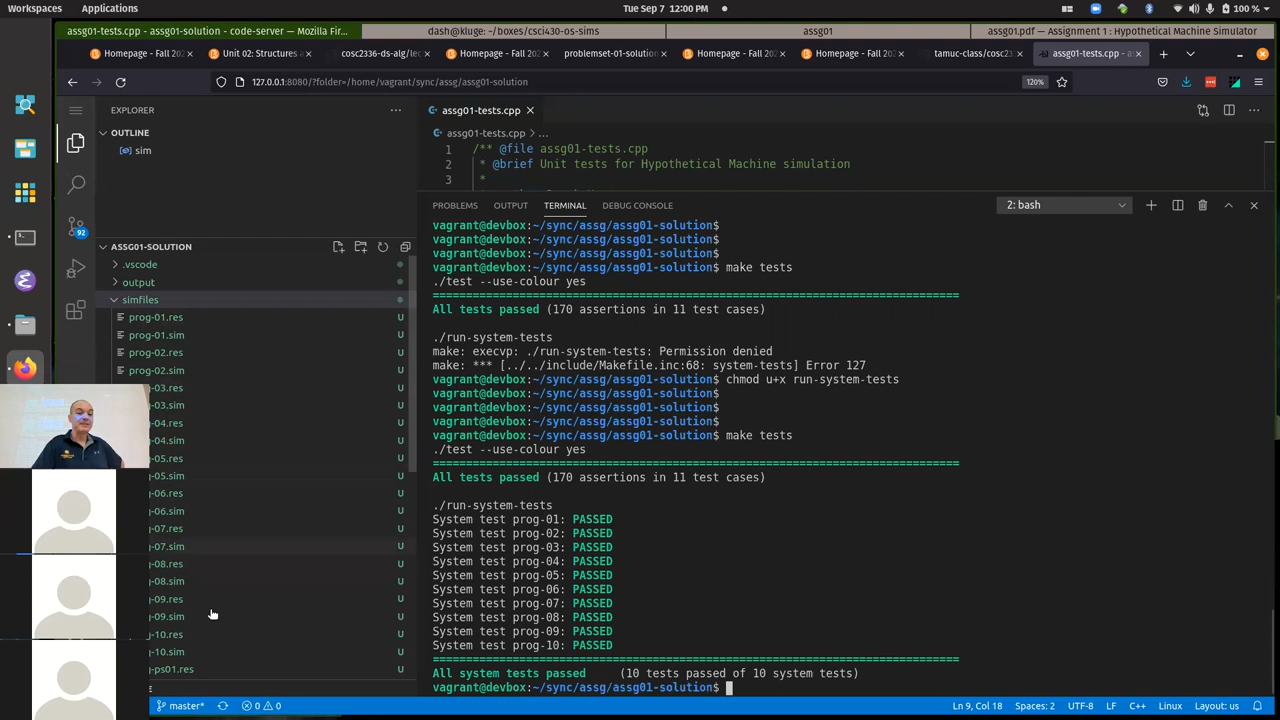 Workspaces Applications Tue Sep 7 12:00 PM 100 %
assg01-tests.cpp - assg01-solution - code-server — Mozilla Fir... dash@kluge: ~/boxes/csci430-os-sims assg01 assg01.pdf — Assignment 1 : Hypothetical Machine Simulator
Homepage - Fall 202 Unit 02: Structures a cosc2336-ds-alg/lec Homepage - Fall 202 problemset-01-solution Homepage - Fall 202 Homepage - Fall 202 tamuc-class/cosc23 assg01-tests.cpp - as
127.0.0.1:8080/?folder=/home/vagrant/sync/assg/assg01-solution 120%
EXPLORER
OUTLINE
sim
92
ASSG01-SOLUTION
.vscode
output
simfiles
prog-01.res U
prog-01.sim U
prog-02.res U
prog-02.sim U
g-03.res U
g-03.sim U
g-04.res U
g-04.sim U
g-05.res U
g-05.sim U
g-06.res U
g-06.sim U
g-07.res U
g-07.sim U
g-08.res U
g-08.sim U
g-09.res U
g-09.sim U
g-10.res U
g-10.sim U
g-ps01.res U
assg01-tests.cpp
assg01-tests.cpp > ...
1 /** @file assg01-tests.cpp
2 * @brief Unit tests for Hypothetical Machine simulation
3 *
PROBLEMS OUTPUT TERMINAL DEBUG CONSOLE 2: bash
vagrant@devbox:~/sync/assg/assg01-solution$
vagrant@devbox:~/sync/assg/assg01-solution$
vagrant@devbox:~/sync/assg/assg01-solution$
vagrant@devbox:~/sync/assg/assg01-solution$ make tests
./test --use-colour yes
===============================================================================
All tests passed (170 assertions in 11 test cases)
./run-system-tests
make: execvp: ./run-system-tests: Permission denied
make: *** [../../include/Makefile.inc:68: system-tests] Error 127
vagrant@devbox:~/sync/assg/assg01-solution$ chmod u+x run-system-tests
vagrant@devbox:~/sync/assg/assg01-solution$
vagrant@devbox:~/sync/assg/assg01-solution$
vagrant@devbox:~/sync/assg/assg01-solution$
vagrant@devbox:~/sync/assg/assg01-solution$ make tests
./test --use-colour yes
===============================================================================
All tests passed (170 assertions in 11 test cases)
./run-system-tests
System test prog-01: PASSED
System test prog-02: PASSED
System test prog-03: PASSED
System test prog-04: PASSED
System test prog-05: PASSED
System test prog-06: PASSED
System test prog-07: PASSED
System test prog-08: PASSED
System test prog-09: PASSED
System test prog-10: PASSED
===============================================================================
All system tests passed (10 tests passed of 10 system tests)
vagrant@devbox:~/sync/assg/assg01-solution$
master* 0 0 Ln 9, Col 18 Spaces: 2 UTF-8 LF C++ Linux Layout: us